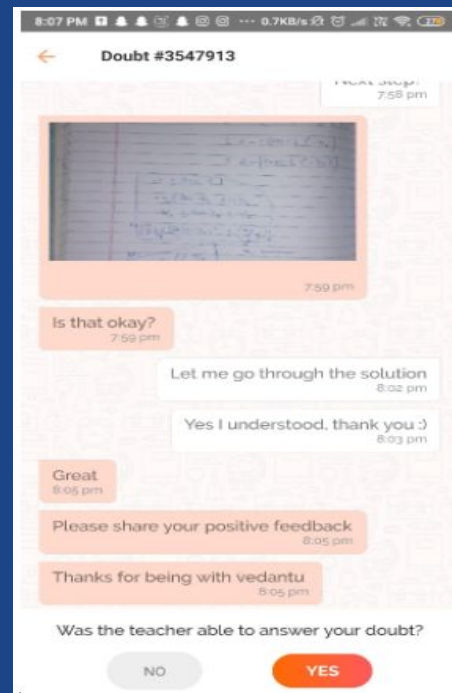 8:07 PM
0.7KB/s
Doubt #3547913
Next step?
7:58 pm
7:59 pm
Is that okay?
7:59 pm
Let me go through the solution
8:02 pm
Yes I understood, thank you :)
8:03 pm
Great
8:05 pm
Please share your positive feedback
8:05 pm
Thanks for being with vedantu
8:05 pm
Was the teacher able to answer your doubt?
NO
YES